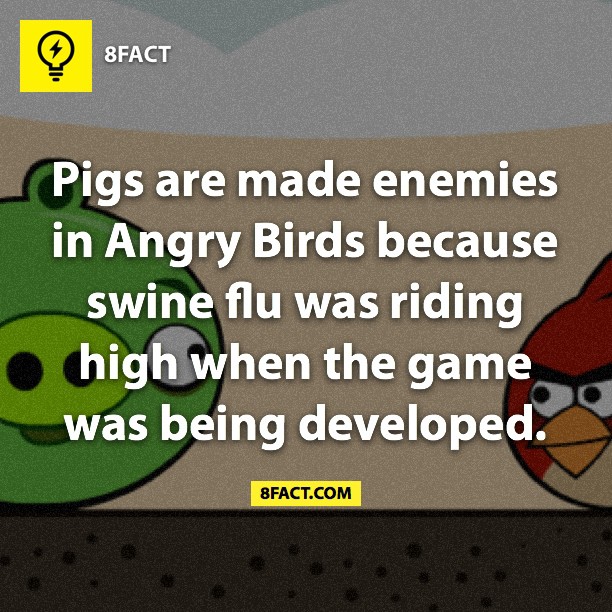 8FACT
Pigs are made enemies
in Angry Birds because
swine flu was riding
high when the game
was being developed.
8FACT.COM